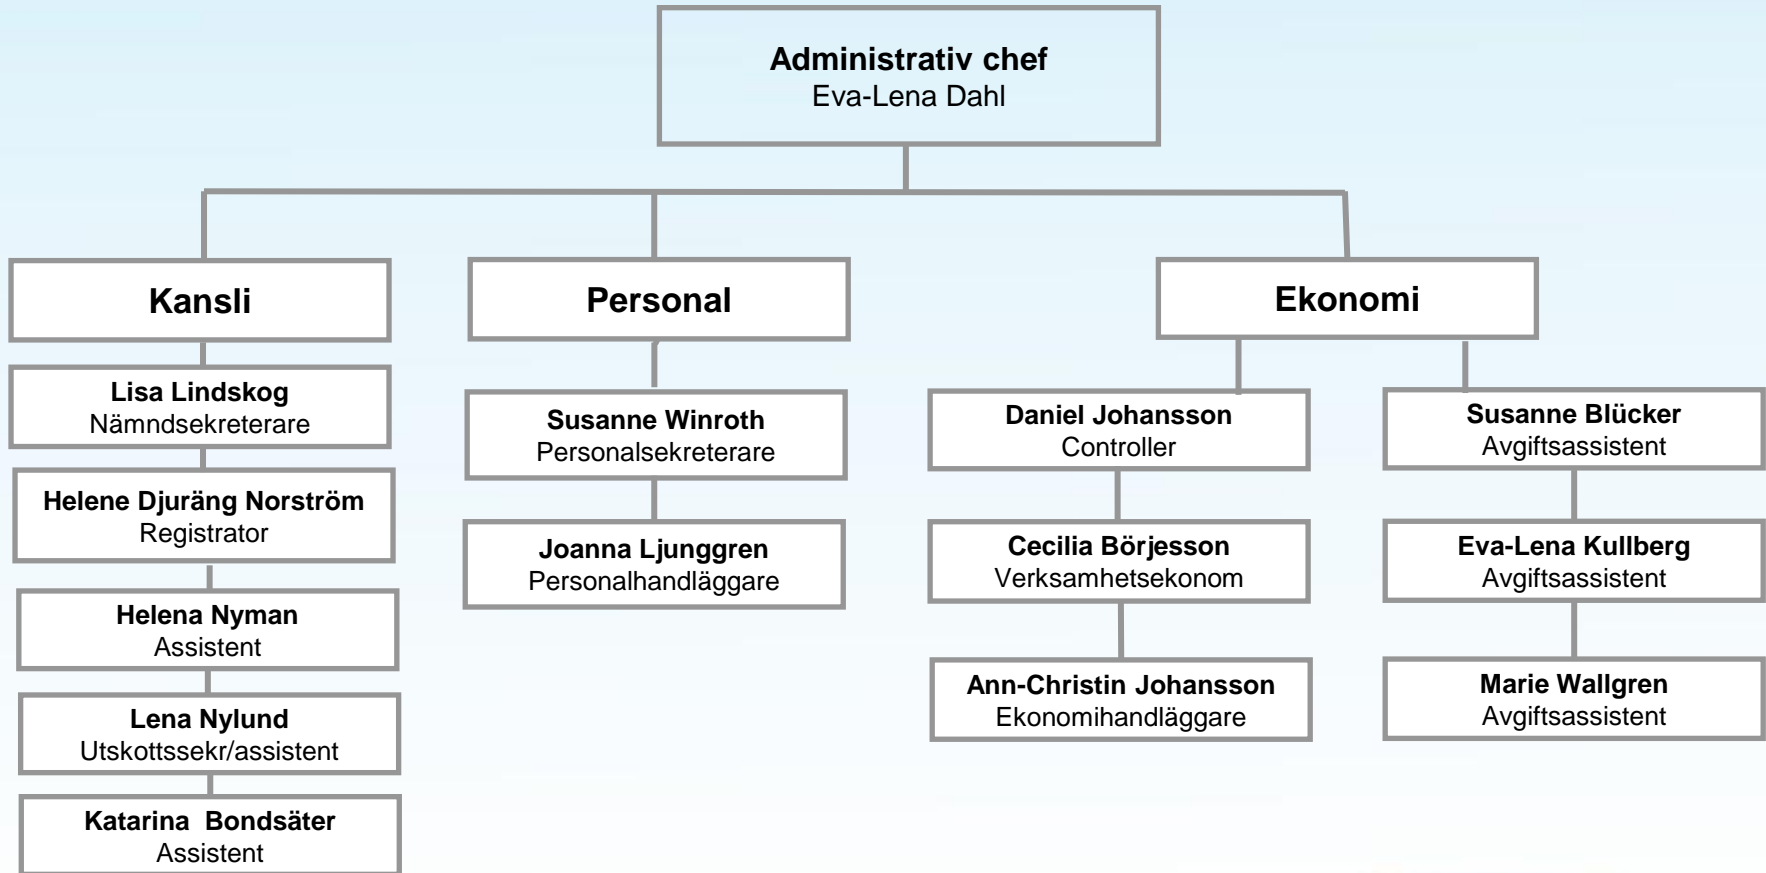 Administrativ chef
Eva-Lena Dahl
Kansli
Lisa Lindskog
Nämndsekreterare
Helene Djuräng Norström
Registrator
Helena Nyman
Assistent
Lena Nylund
Utskottssekr/assistent
Katarina  Bondsäter
Assistent
Personal
Susanne Winroth
Personalsekreterare
Joanna Ljunggren
Personalhandläggare
Ekonomi
Daniel Johansson
Controller
Cecilia Börjesson
Verksamhetsekonom
Ann-Christin Johansson
Ekonomihandläggare
Susanne Blücker
Avgiftsassistent
Eva-Lena Kullberg
Avgiftsassistent
Marie Wallgren
Avgiftsassistent